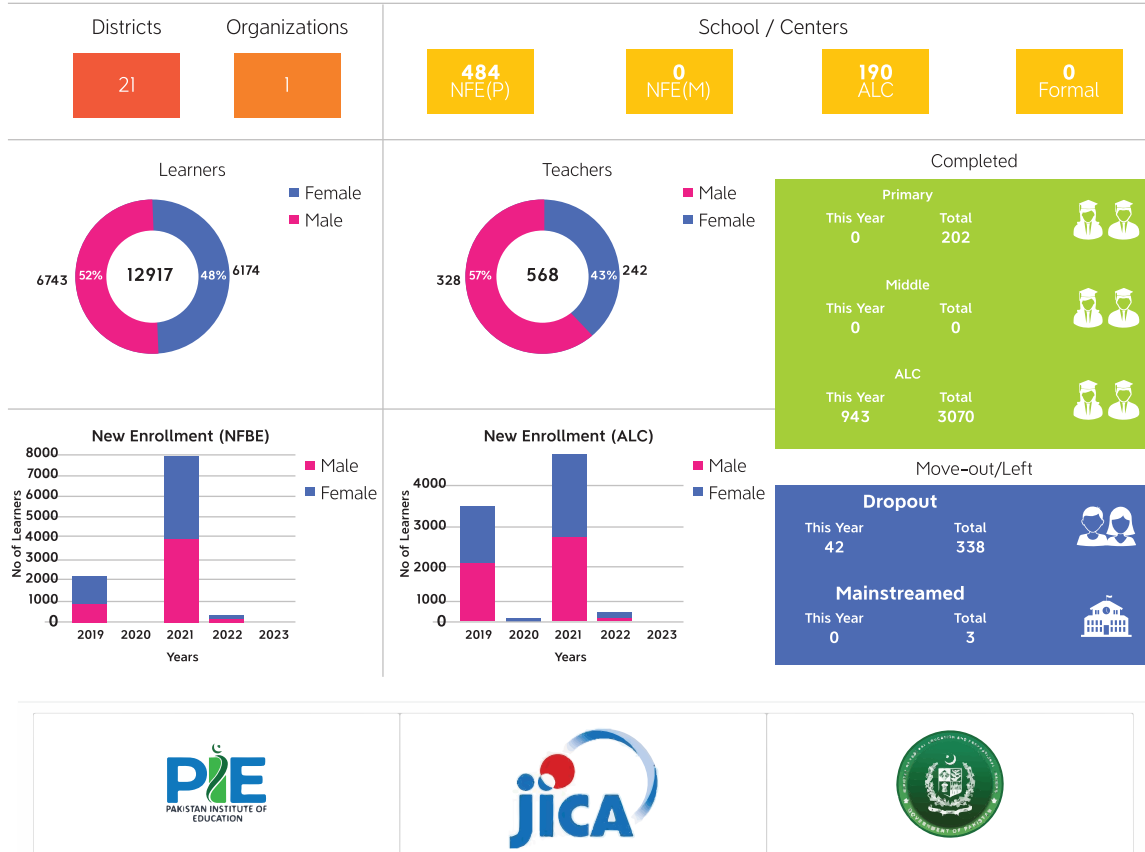 Districts
Organizations
School / Centers
21
1
484
NFE(P)
0
NFE(M)
190
ALC
0
Formal
Learners
Female
Male
6743
52%
12917
48%
6174
Teachers
Male
Female
328
57%
568
43%
242
Completed
Primary
This Year Total
0 202
Middle
This Year Total
0 0
ALC
This Year Total
943 3070
New Enrollment (NFBE)
8000
7000
6000
5000
4000
3000
2000
1000
0
No of Learners
2019 2020 2021 2022 2023
Years
Male
Female
New Enrollment (ALC)
4000
3000
2000
1000
0
No of Learners
2019 2020 2021 2022 2023
Years
Male
Female
Move-out/Left
Dropout
This Year Total
42 338
Mainstreamed
This Year Total
0 3
PIE
PAKISTAN INSTITUTE OF
EDUCATION
jICA
GOVERNMENT OF PAKISTAN